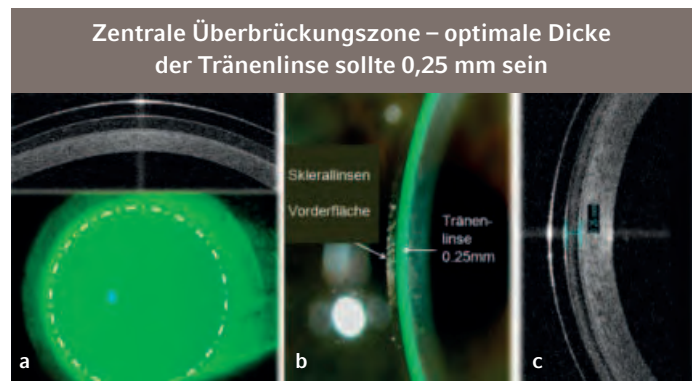 Zentrale Überbrückungszone – optimale Dicke
der Tränenlinse sollte 0,25 mm sein
Sklerallinsen
Vorderfläche
Tränen-
linse
0.25mm
a
b
c